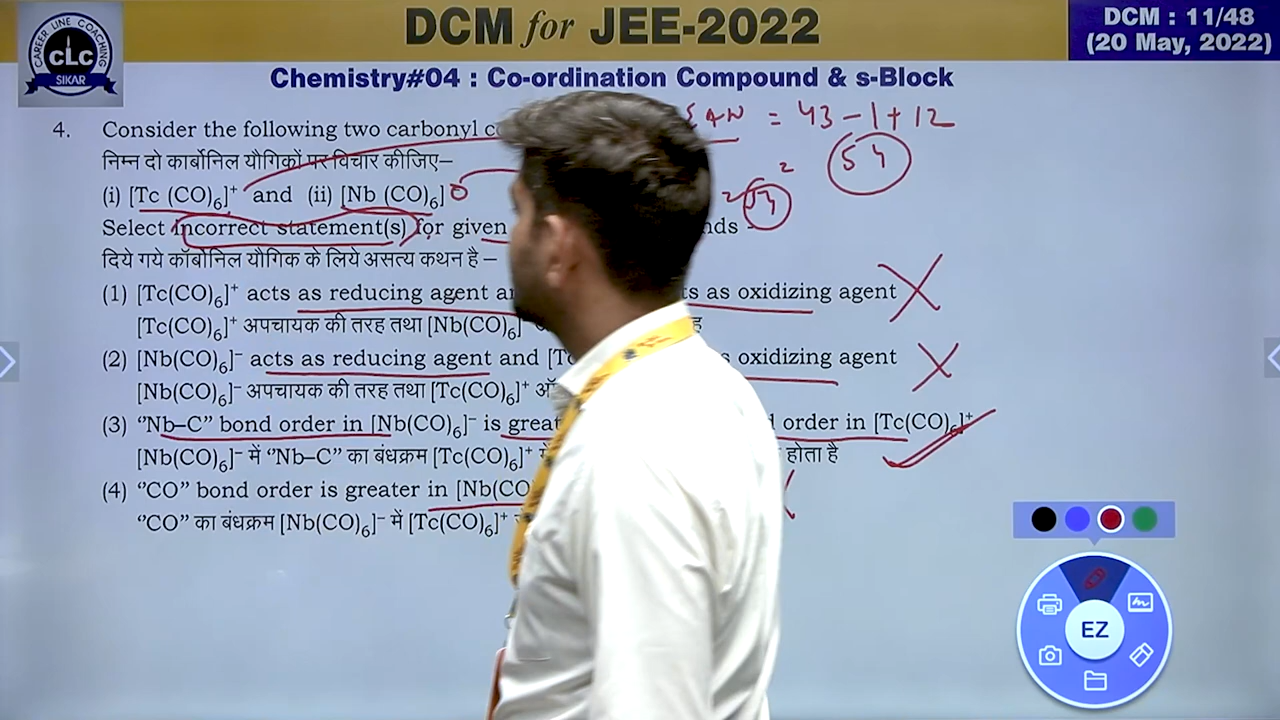 DCM for JEE-2022
DCM : 11/48
(20 May, 2022)
CAREER LINE COACHING
CLC
SIKAR
Chemistry#04 : Co-ordination Compound & s-Block
EAN = 43 - 1 + 12
54
4. Consider the following two carbonyl
निम्न दो कार्बोनिल यौगिकों पर विचार कीजिए–
(i) [Tc (CO)₆]⁺ and (ii) [Nb (CO)₆]
54
Select incorrect statement(s) for given
दिये गये कॉर्बोनिल यौगिक के लिये असत्य कथन है –
(1) [Tc(CO)₆]⁺ acts as reducing agent as oxidizing agent
[Tc(CO)₆]⁺ अपचायक की तरह तथा [Nb(CO)₆]
(2) [Nb(CO)₆]⁻ acts as reducing agent and oxidizing agent
[Nb(CO)₆]⁻ अपचायक की तरह तथा [Tc(CO)₆]⁺
(3) "Nb–C" bond order in [Nb(CO)₆]⁻ is order in [Tc(CO)₆]⁺
[Nb(CO)₆]⁻ में "Nb–C" का बंधक्रम [Tc(CO)₆]⁺ होता है
(4) "CO" bond order is greater in [Nb(CO
"CO" का बंधक्रम [Nb(CO)₆]⁻ में [Tc(CO)₆]⁺
EZ